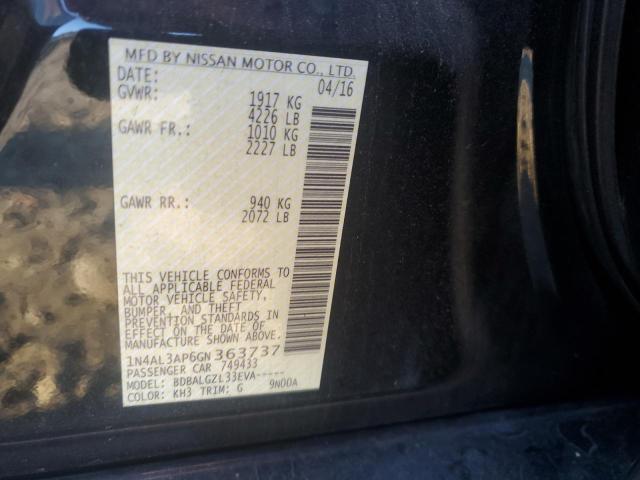 MFD BY NISSAN MOTOR CO., LTD.
DATE: 04/16
GVWR: 1917 KG
4226 LB
GAWR FR.: 1010 KG
2227 LB
GAWR RR.: 940 KG
2072 LB
THIS VEHICLE CONFORMS TO
ALL APPLICABLE FEDERAL
MOTOR VEHICLE SAFETY,
BUMPER, AND THEFT
PREVENTION STANDARDS IN
EFFECT ON THE DATE OF
MANUFACTURE SHOWN ABOVE.
1N4AL3AP6GN363737
PASSENGER CAR 749433
MODEL: BDBALGZL33EVA-----
COLOR: KH3 TRIM: G 9N00A